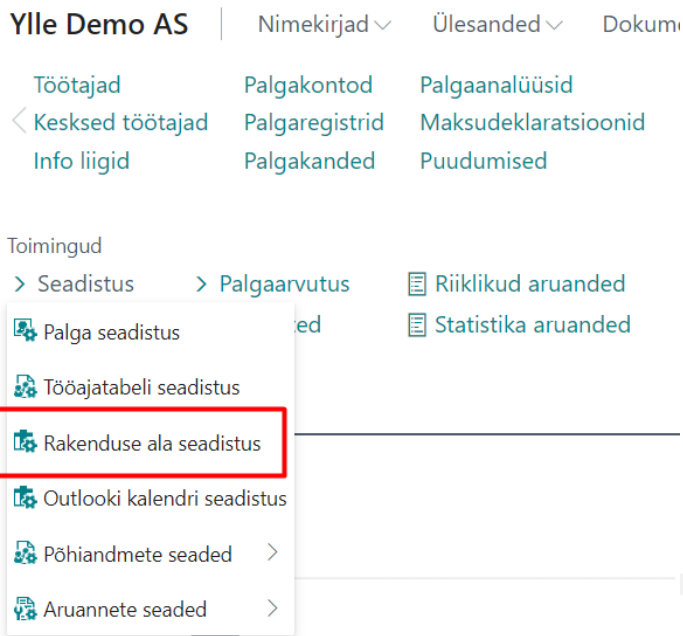 Ylle Demo AS Nimekirjad Ülesanded
Töötajad Palgakontod Palgaanalüüsid
Kesksed töötajad Palgaregistrid Maksudeklaratsioonid
Info liigid Palgakanded Puudumised
Toimingud
Seadistus Palgaarvutus Riiklikud aruanded
Palga seadistus Statistika aruanded
Tööajatabeli seadistus
Rakenduse ala seadistus
Outlooki kalendri seadistus
Põhiandmete seaded
Aruannete seaded